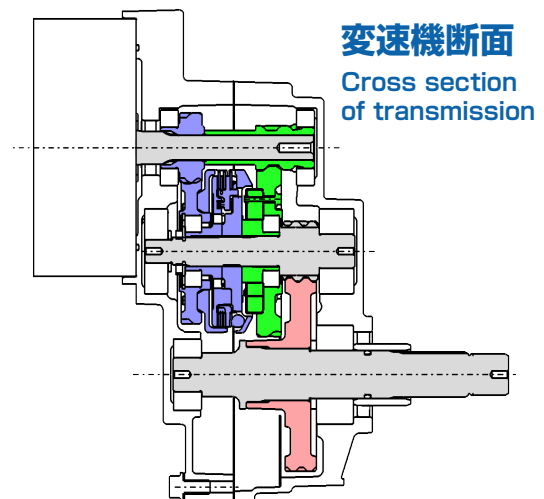 変速機断面
Cross section
of transmission